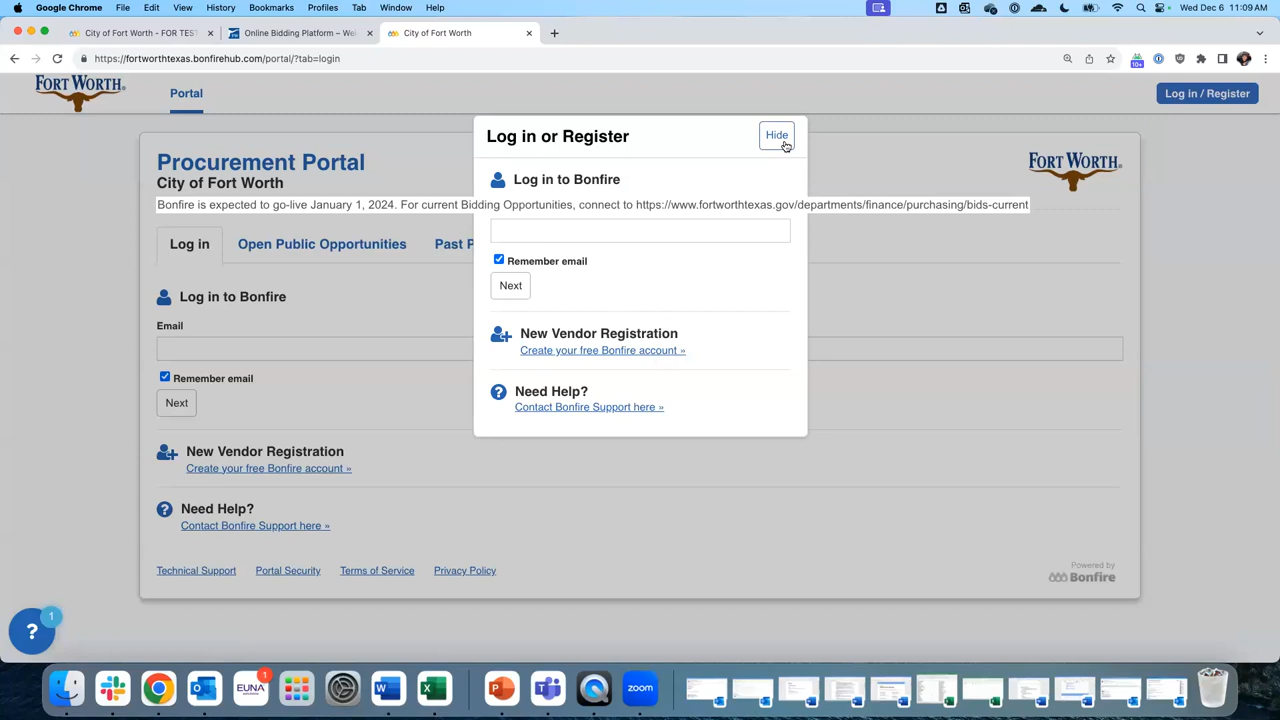 Google Chrome File Edit View History Bookmarks Profiles Tab Window Help Wed Dec 6 11:09 AM
City of Fort Worth - FOR TEST Online Bidding Platform – We City of Fort Worth
https://fortworthtexas.bonfirehub.com/portal/?tab=login
10+
FORT WORTH. Portal Log in / Register
Log in or Register Hide
Log in to Bonfire
Remember email
Next
New Vendor Registration
Create your free Bonfire account »
Need Help?
Contact Bonfire Support here »
Procurement Portal
City of Fort Worth
FORT WORTH.
Bonfire is expected to go-live January 1, 2024. For current Bidding Opportunities, connect to https://www.fortworthtexas.gov/departments/finance/purchasing/bids-current
Log in Open Public Opportunities Past P
Log in to Bonfire
Email
Remember email
Next
New Vendor Registration
Create your free Bonfire account »
Need Help?
Contact Bonfire Support here »
Technical Support Portal Security Terms of Service Privacy Policy
Powered by
Bonfire
? 1
EUNA 1 zoom